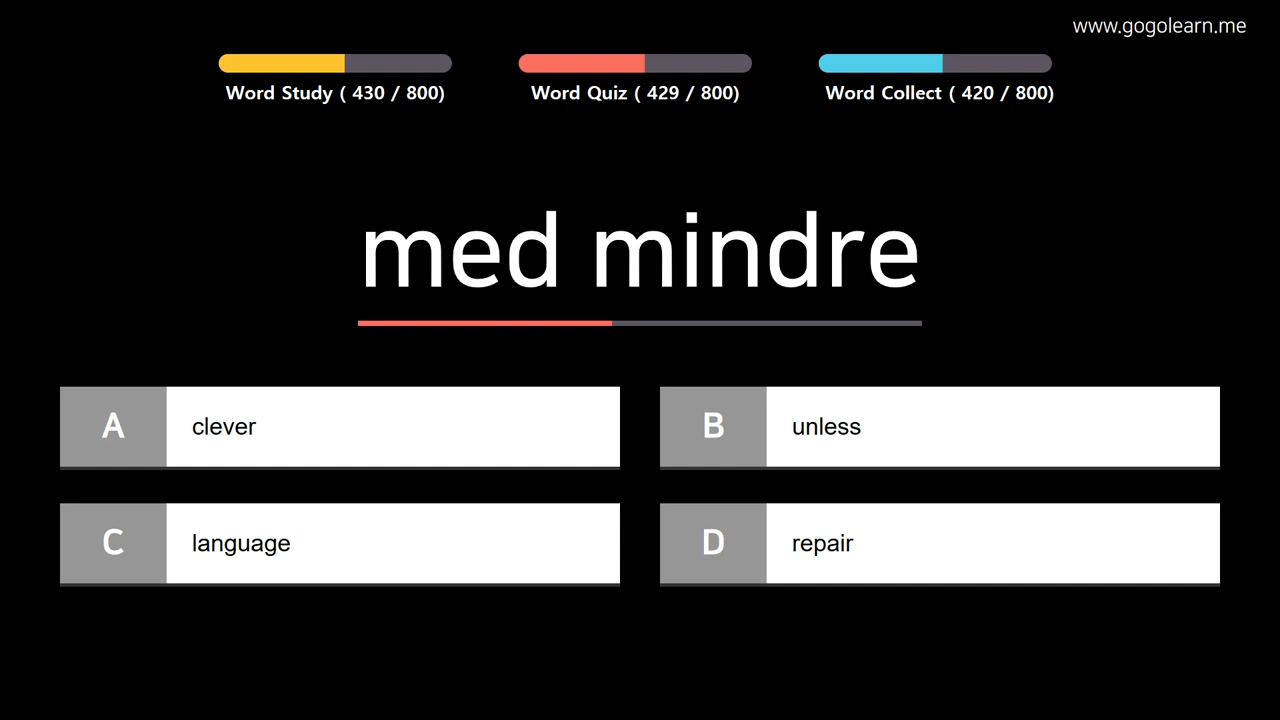 www.gogolearn.me
Word Study ( 430 / 800)
Word Quiz ( 429 / 800)
Word Collect ( 420 / 800)
med mindre
A clever
B unless
C language
D repair